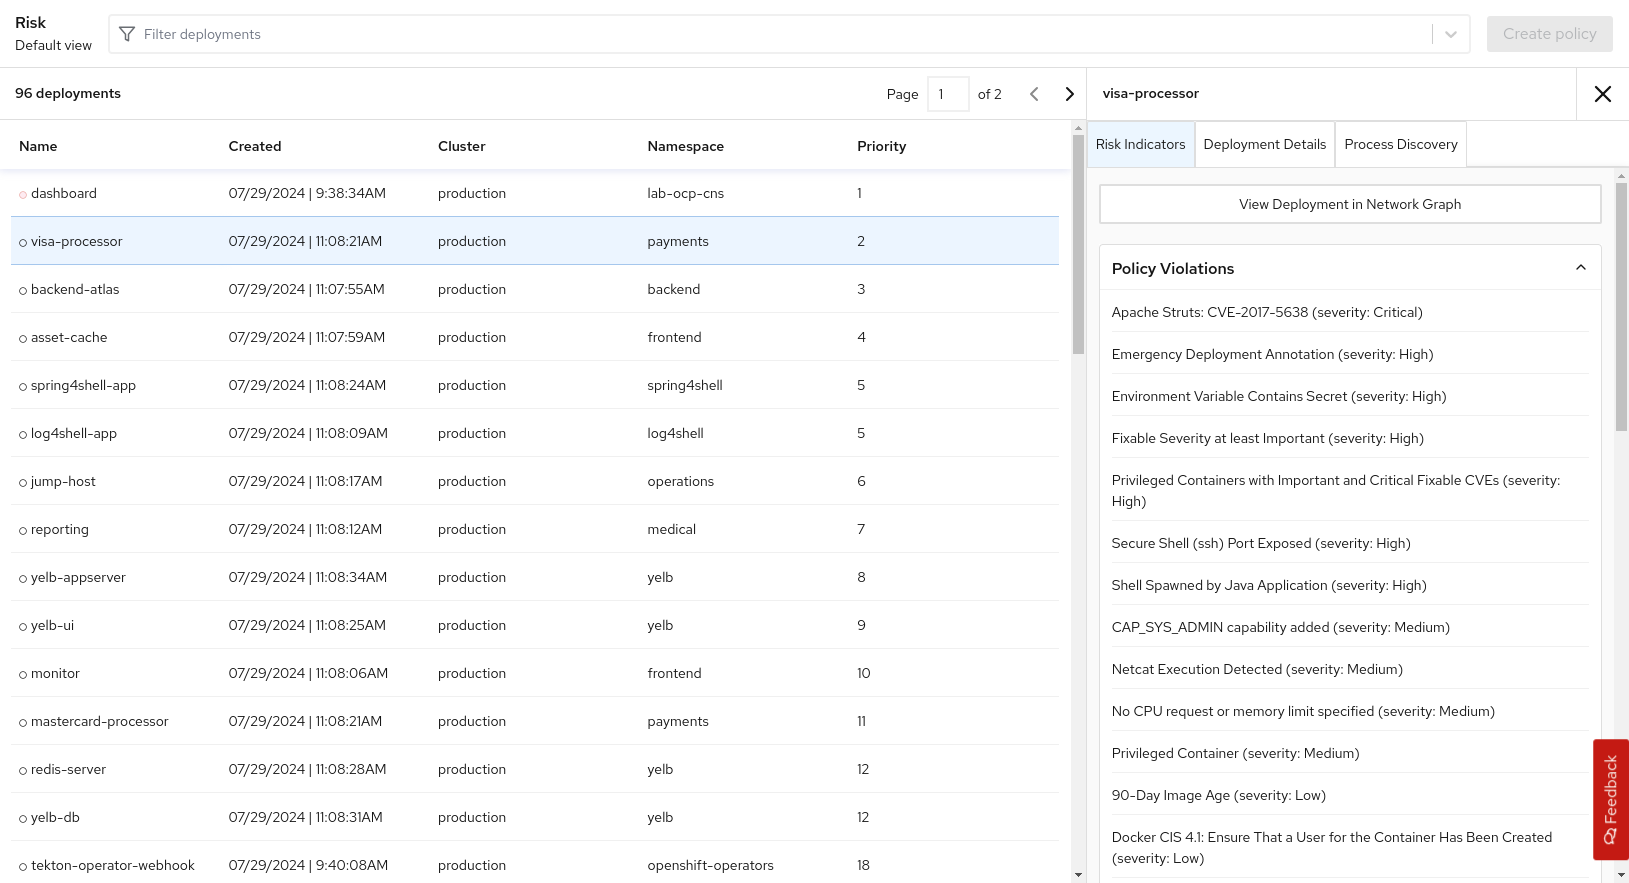 Risk
Default view
Filter deployments
Create policy
96 deployments
Page 1 of 2
Name Created Cluster Namespace Priority
dashboard 07/29/2024 | 9:38:34AM production lab-ocp-cns 1
visa-processor 07/29/2024 | 11:08:21AM production payments 2
backend-atlas 07/29/2024 | 11:07:55AM production backend 3
asset-cache 07/29/2024 | 11:07:59AM production frontend 4
spring4shell-app 07/29/2024 | 11:08:24AM production spring4shell 5
log4shell-app 07/29/2024 | 11:08:09AM production log4shell 5
jump-host 07/29/2024 | 11:08:17AM production operations 6
reporting 07/29/2024 | 11:08:12AM production medical 7
yelb-appserver 07/29/2024 | 11:08:34AM production yelb 8
yelb-ui 07/29/2024 | 11:08:25AM production yelb 9
monitor 07/29/2024 | 11:08:06AM production frontend 10
mastercard-processor 07/29/2024 | 11:08:21AM production payments 11
redis-server 07/29/2024 | 11:08:28AM production yelb 12
yelb-db 07/29/2024 | 11:08:31AM production yelb 12
tekton-operator-webhook 07/29/2024 | 9:40:08AM production openshift-operators 18
visa-processor
Risk Indicators Deployment Details Process Discovery
View Deployment in Network Graph
Policy Violations
Apache Struts: CVE-2017-5638 (severity: Critical)
Emergency Deployment Annotation (severity: High)
Environment Variable Contains Secret (severity: High)
Fixable Severity at least Important (severity: High)
Privileged Containers with Important and Critical Fixable CVEs (severity:
High)
Secure Shell (ssh) Port Exposed (severity: High)
Shell Spawned by Java Application (severity: High)
CAP_SYS_ADMIN capability added (severity: Medium)
Netcat Execution Detected (severity: Medium)
No CPU request or memory limit specified (severity: Medium)
Privileged Container (severity: Medium)
90-Day Image Age (severity: Low)
Docker CIS 4.1: Ensure That a User for the Container Has Been Created
(severity: Low)
Feedback